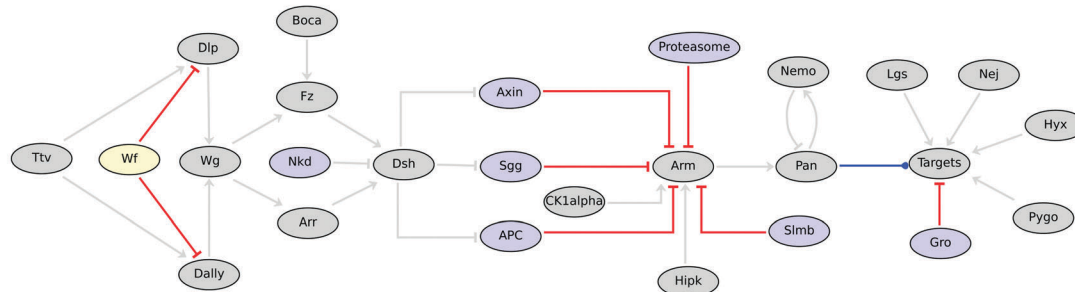 Boca
Dlp
Proteasome
Nemo
Lgs
Nej
Axin
Fz
Hyx
Ttv
Wf
Wg
Nkd
Dsh
Sgg
Arm
Pan
Targets
CK1alpha
Arr
APC
Slmb
Gro
Pygo
Dally
Hipk